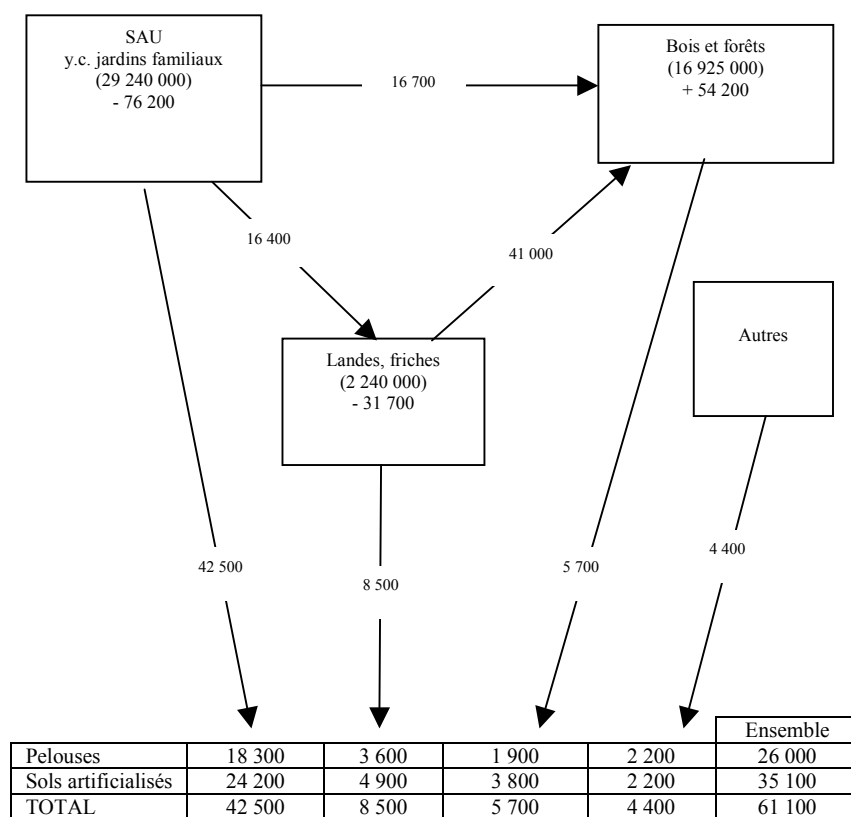 SAU
y.c. jardins familiaux
(29 240 000)
- 76 200
Bois et forêts
(16 925 000)
+ 54 200
16 700
16 400
41 000
Autres
Landes, friches
(2 240 000)
- 31 700
42 500
8 500
5 700
4 400
Ensemble
Pelouses 18 300 3 600 1 900 2 200 26 000
Sols artificialisés 24 200 4 900 3 800 2 200 35 100
TOTAL 42 500 8 500 5 700 4 400 61 100